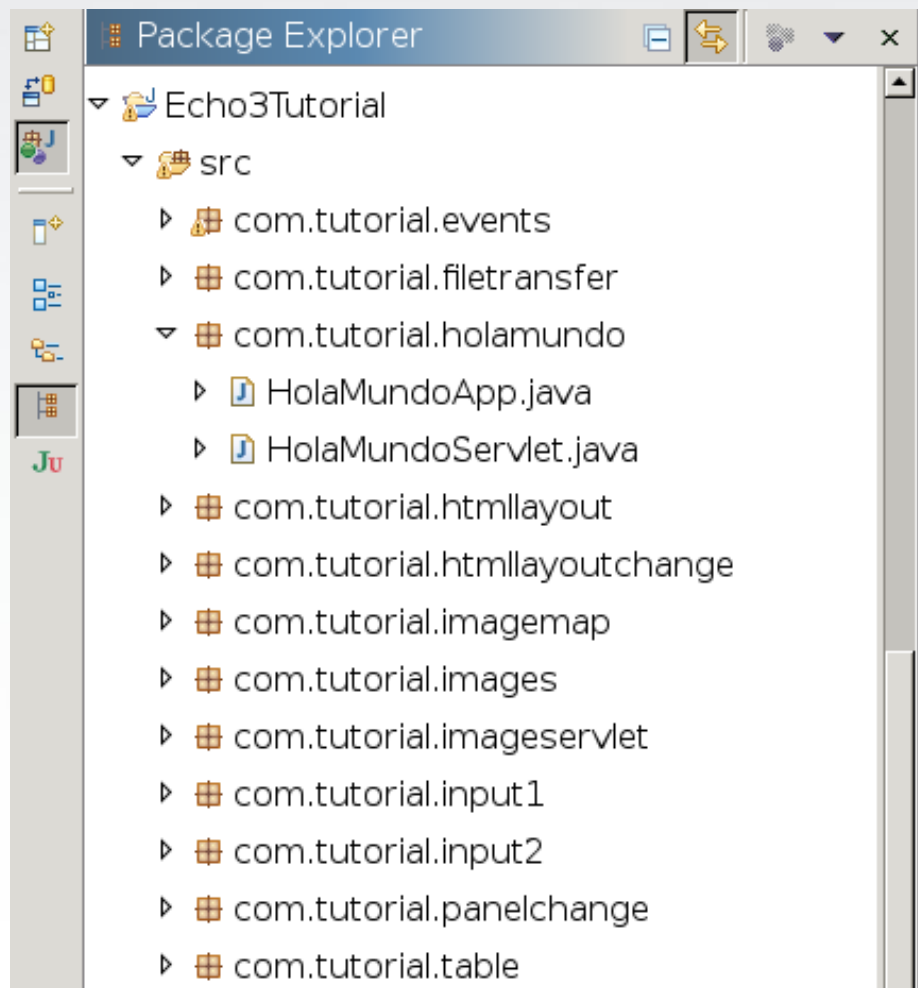 Package Explorer
Echo3Tutorial
src
com.tutorial.events
com.tutorial.filetransfer
com.tutorial.holamundo
HolaMundoApp.java
HolaMundoServlet.java
com.tutorial.htmllayout
com.tutorial.htmllayoutchange
com.tutorial.imagemap
com.tutorial.images
com.tutorial.imageservlet
com.tutorial.input1
com.tutorial.input2
com.tutorial.panelchange
com.tutorial.table
Ju